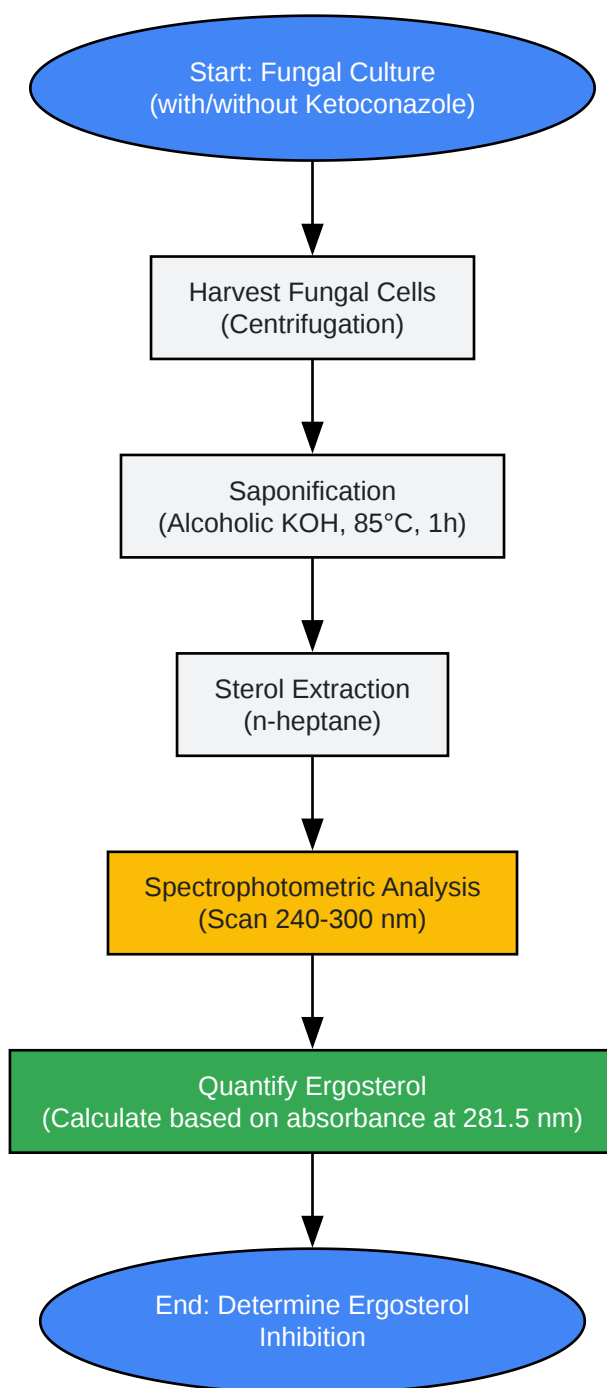 Start: Fungal Culture
(with/without Ketoconazole)
Harvest Fungal Cells
(Centrifugation)
Saponification
(Alcoholic KOH, 85°C, 1h)
Sterol Extraction
(n-heptane)
Spectrophotometric Analysis
(Scan 240-300 nm)
Quantify Ergosterol
(Calculate based on absorbance at 281.5 nm)
End: Determine Ergosterol
Inhibition